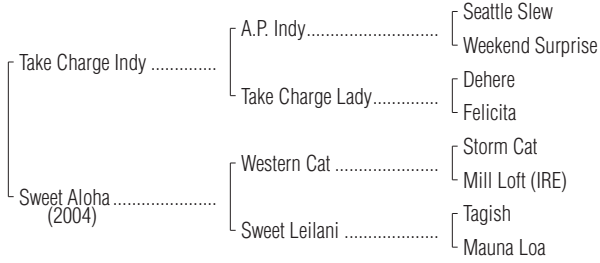 Seattle Slew
A.P. Indy..............................
Weekend Surprise
Take Charge Indy ..............
Dehere
Take Charge Lady...............
Felicita
Storm Cat
Western Cat .......................
Mill Loft (IRE)
Sweet Aloha .......................
(2004)
Tagish
Sweet Leilani .....................
Mauna Loa